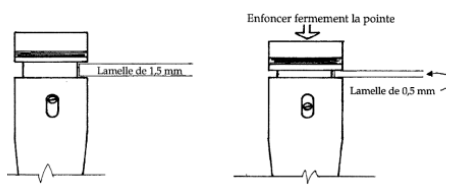 Enfoncer fermement la pointe
Lamelle de 1,5 mm
Lamelle de 0,5 mm